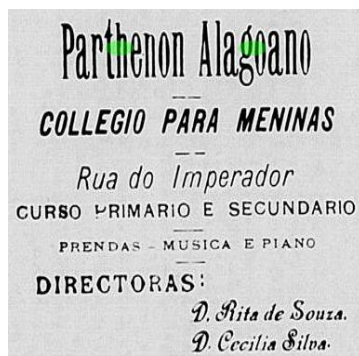 Parthenon Alagoano
COLLEGIO PARA MENINAS
Rua do Imperador
CURSO PRIMARIO E SECUNDARIO
PRENDAS - MUSICA E PIANO
DIRECTORAS:
D. Rita de Souza.
D. Cecilia Silva.